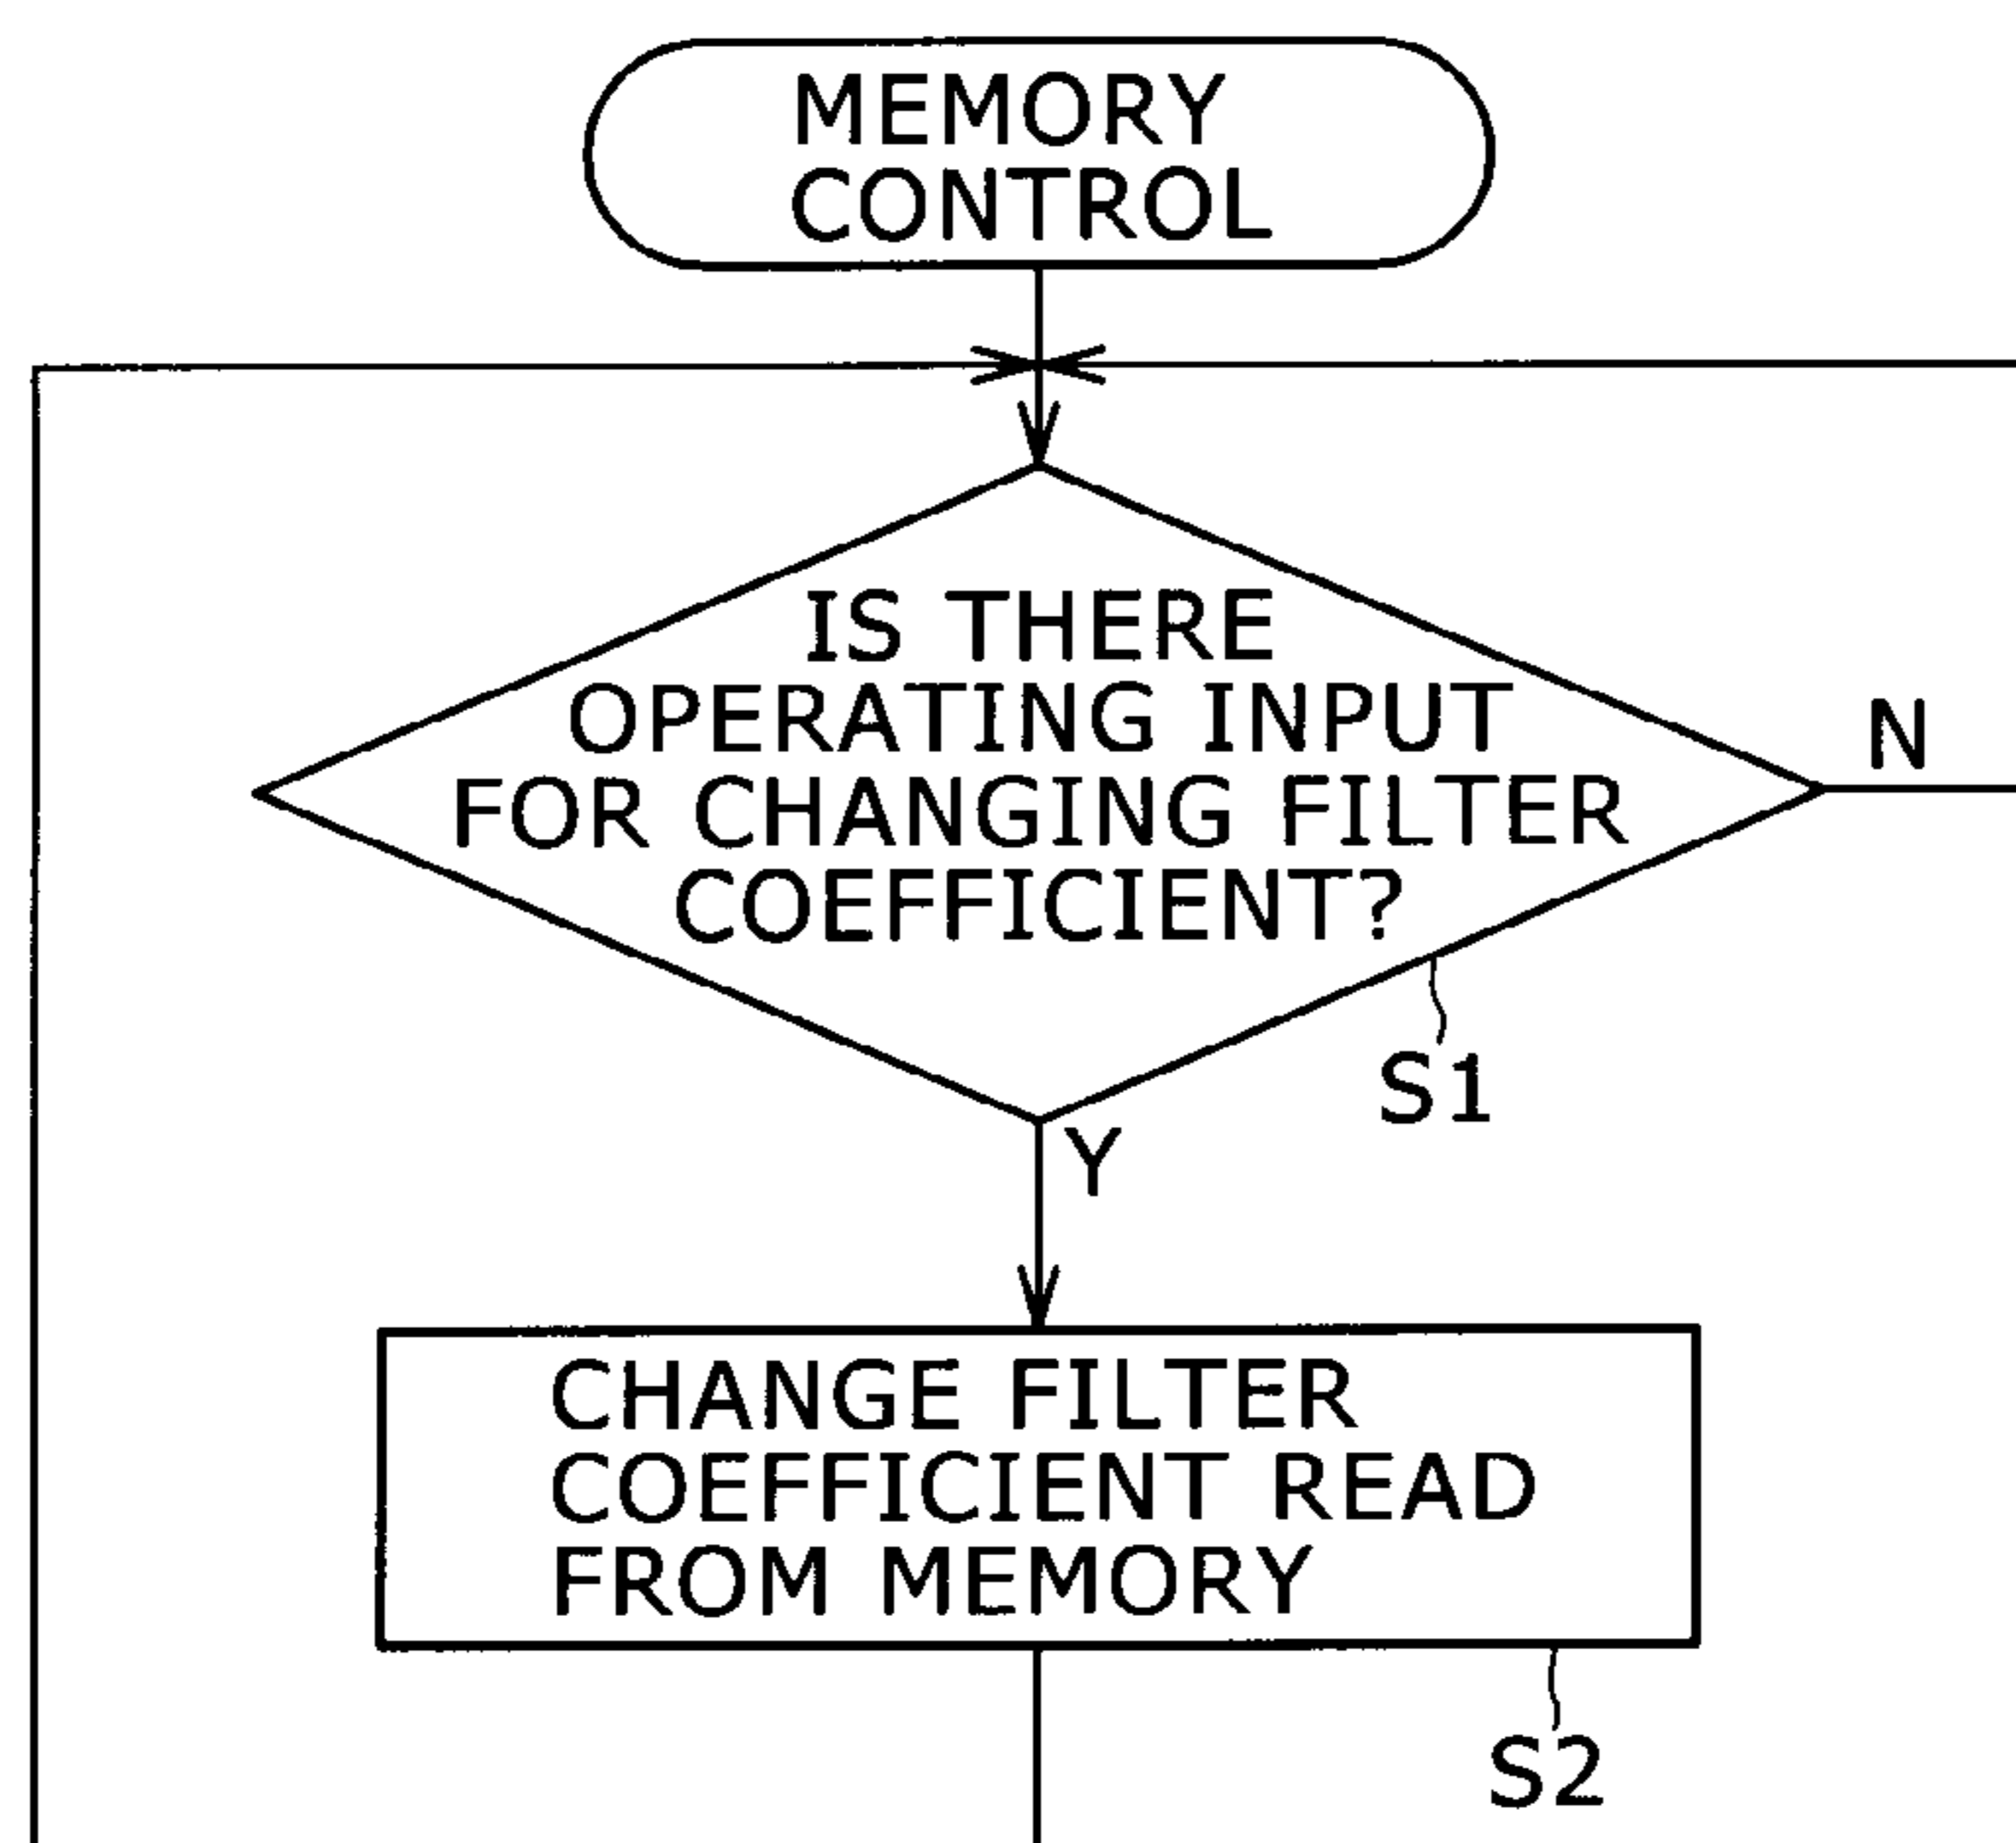 MEMORY
CONTROL
IS THERE
OPERATING INPUT
FOR CHANGING FILTER
COEFFICIENT?
N
S1
Y
CHANGE FILTER
COEFFICIENT READ
FROM MEMORY
S2